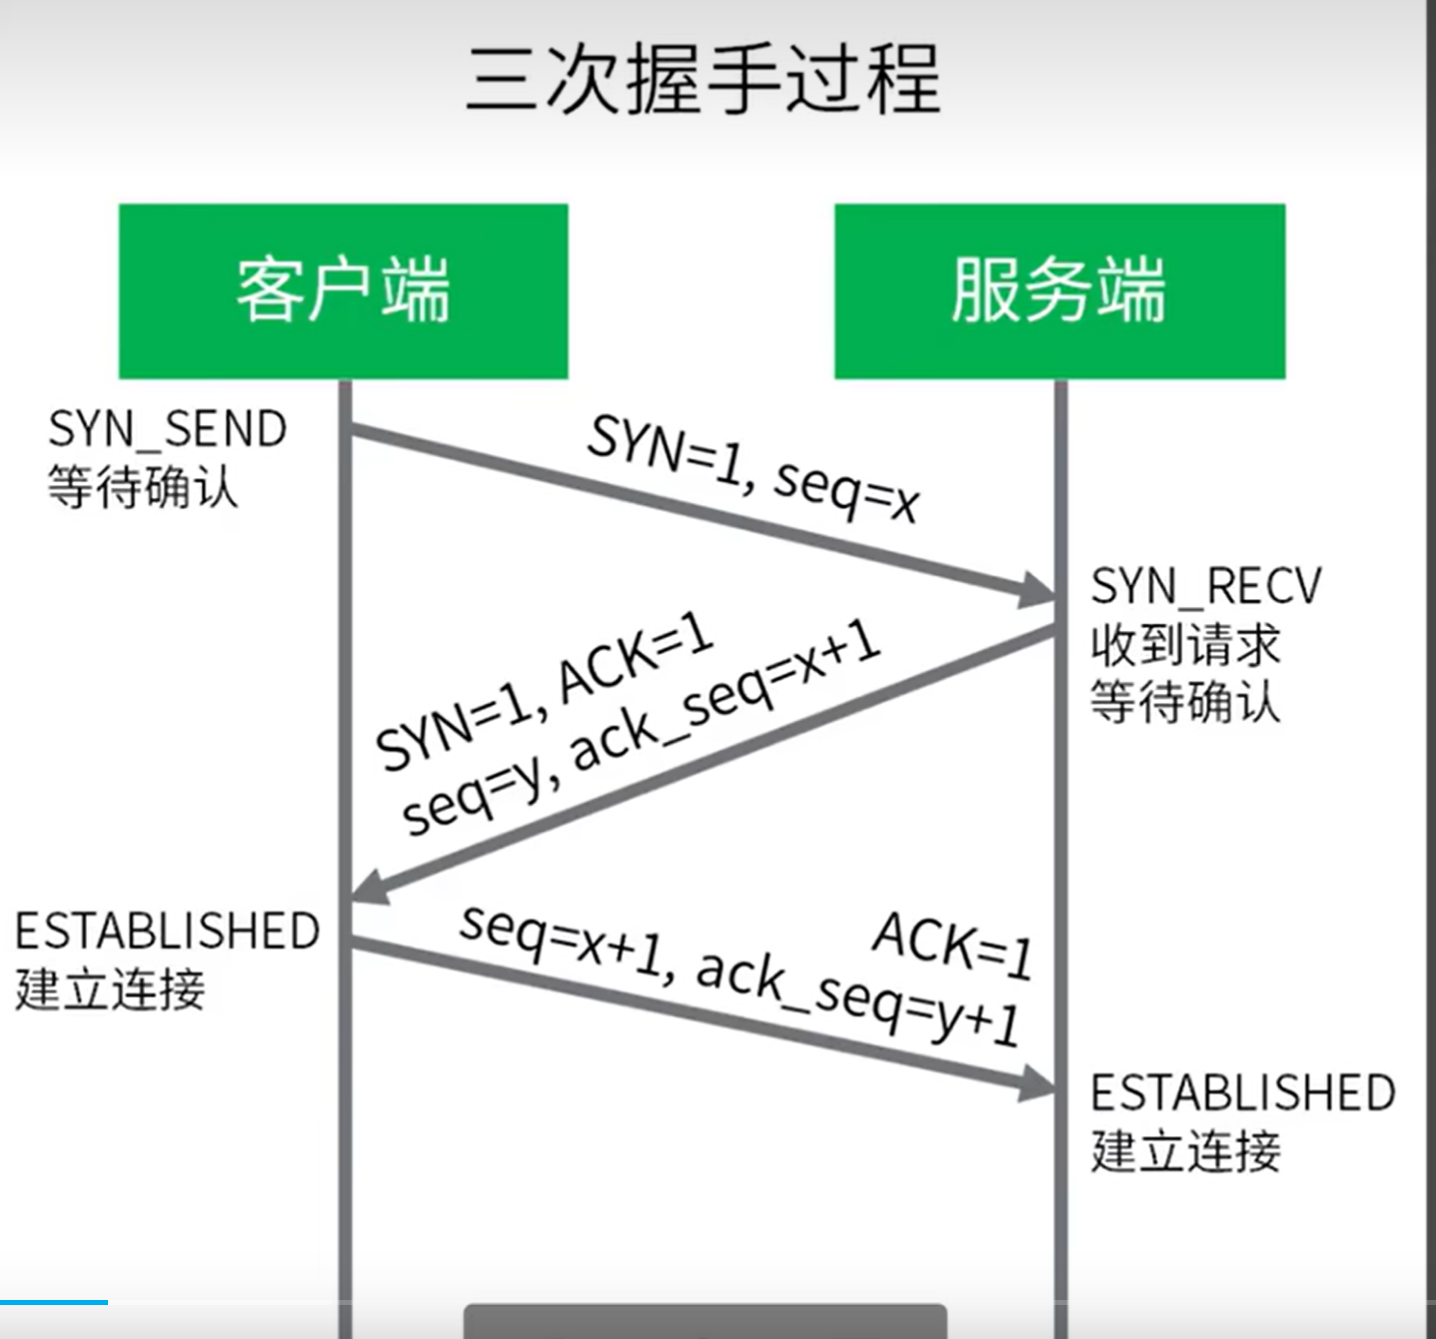 三次握手过程
客户端
服务端
SYN_SEND
等待确认
SYN=1, seq=x
SYN_RECV
收到请求
等待确认
SYN=1, ACK=1
seq=y, ack_seq=x+1
ESTABLISHED
建立连接
ACK=1
seq=x+1, ack_seq=y+1
ESTABLISHED
建立连接